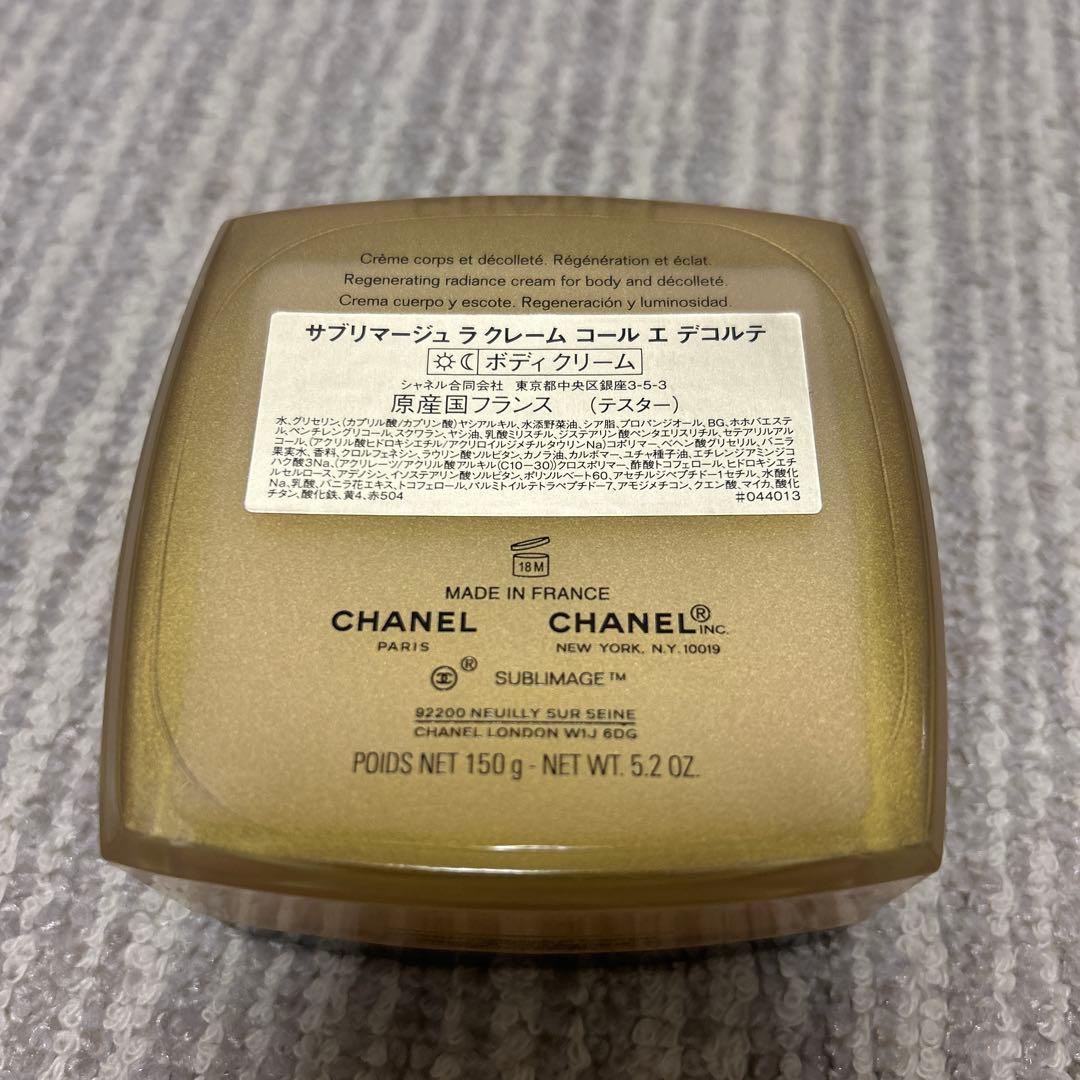 Crème corps et décolleté. Régénération et éclat.
Regenerating radiance cream for body and décolleté.
Crema cuerpo y escote. Regeneración y luminosidad.
サブリマージュ ラ クレーム コール エ デコルテ
ボディ クリーム
シャネル合同会社 東京都中央区銀座3-5-3
原産国フランス (テスター)
水、グリセリン、(カプリル酸/カプリン酸)ヤシアルキル、水添野菜油、シア脂、プロパンジオール、BG、ホホバエステ
ル、ペンチレングリコール、スクワラン、ヤシ油、乳酸ミリスチル、ジステアリン酸ペンタエリスリチル、セテアリルアル
コール、(アクリル酸ヒドロキシエチル/アクリロイルジメチルタウリンNa)コポリマー、ベヘン酸グリセリル、バニラ
果実水、香料、クロルフェネシン、ラウリン酸ソルビタン、カノラ油、カルボマー、ユチャ種子油、エチレンジアミンジコ
ハク酸3Na、(アクリレーツ/アクリル酸アルキル(C10-30))クロスポリマー、酢酸トコフェロール、ヒドロキシエチ
ルセルロース、アデノシン、イソステアリン酸ソルビタン、ポリソルベート60、アセチルジペプチド-1セチル、水酸化
Na、乳酸、バニラ花エキス、トコフェロール、パルミトイルテトラペプチド-7、アモジメチコン、クエン酸、マイカ、酸化
チタン、酸化鉄、黄4、赤504 #044013
18M
MADE IN FRANCE
CHANEL CHANEL® INC.
PARIS NEW YORK, N.Y. 10019
® SUBLIMAGE™
92200 NEUILLY SUR SEINE
CHANEL LONDON W1J 6DG
POIDS NET 150 g - NET WT. 5.2 OZ.